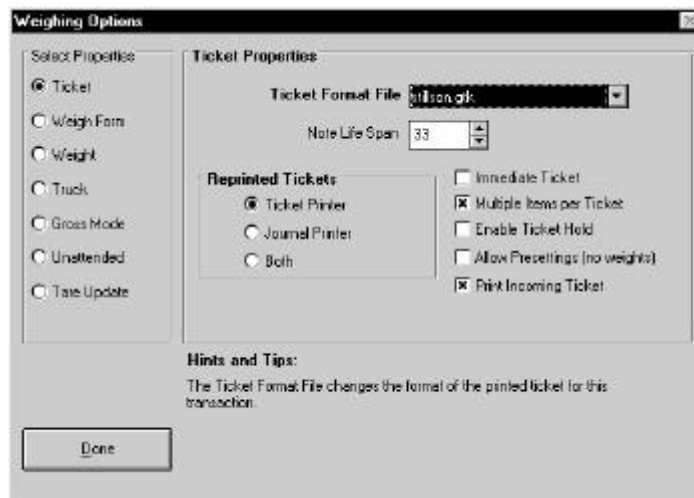 Weighing Options
Select Properties
Ticket
Weigh Form
Weight
Truck
Gross Mode
Unattended
Tare Update
Ticket Properties
Ticket Format File
stillson.gtk
Note Life Span 33
Reprinted Tickets
Ticket Printer
Journal Printer
Both
Immediate Ticket
Multiple Items per Ticket
Enable Ticket Hold
Allow Presettings (no weights)
Print Incoming Ticket
Hints and Tips:
The Ticket Format File changes the format of the printed ticket for this
transaction.
Done